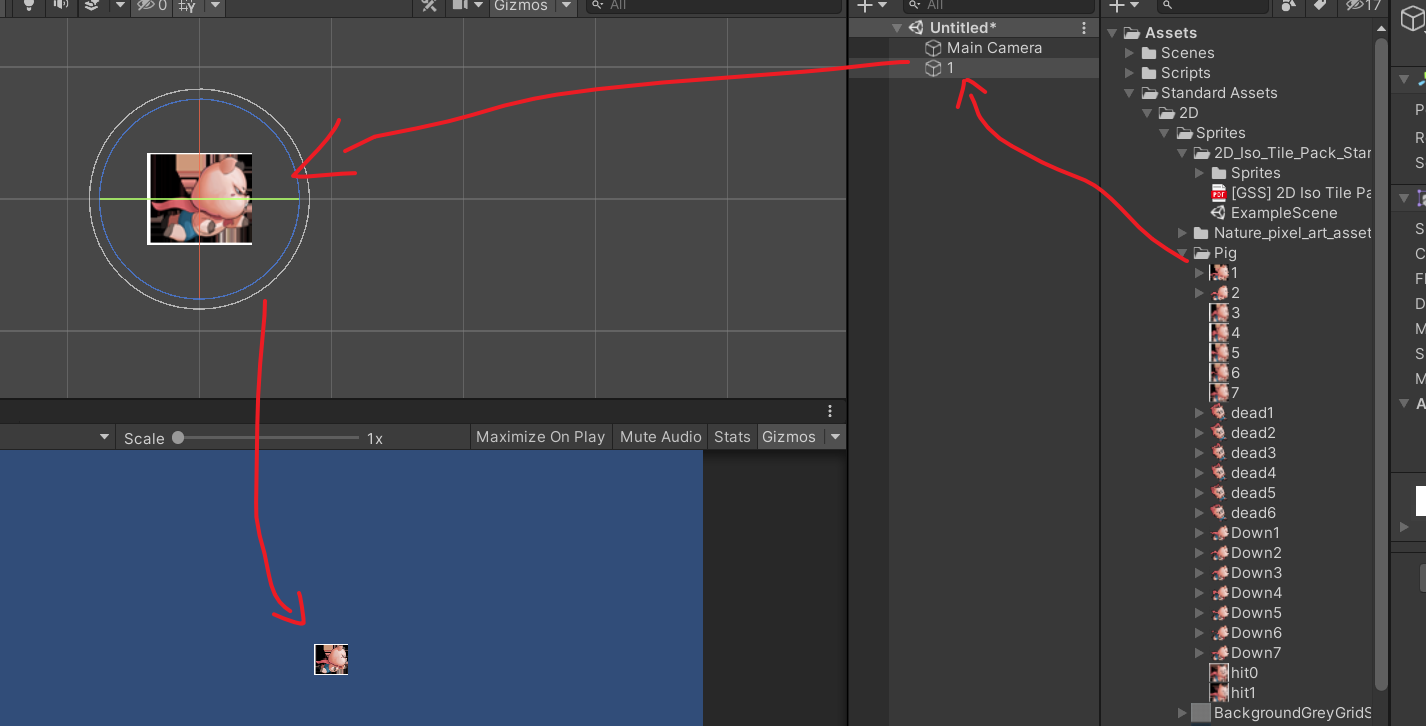 0
Gizmos
All
Scale
1x
Maximize On Play
Mute Audio
Stats
Gizmos
All
Untitled*
Main Camera
1
17
Assets
Scenes
Scripts
Standard Assets
2D
Sprites
2D_Iso_Tile_Pack_Star
Sprites
PDF
[GSS] 2D Iso Tile Pa
ExampleScene
Nature_pixel_art_asset
Pig
1
2
3
4
5
6
7
dead1
dead2
dead3
dead4
dead5
dead6
Down1
Down2
Down3
Down4
Down5
Down6
Down7
hit0
hit1
BackgroundGreyGridS
P
R
S
S
C
Fl
D
M
S
M
A